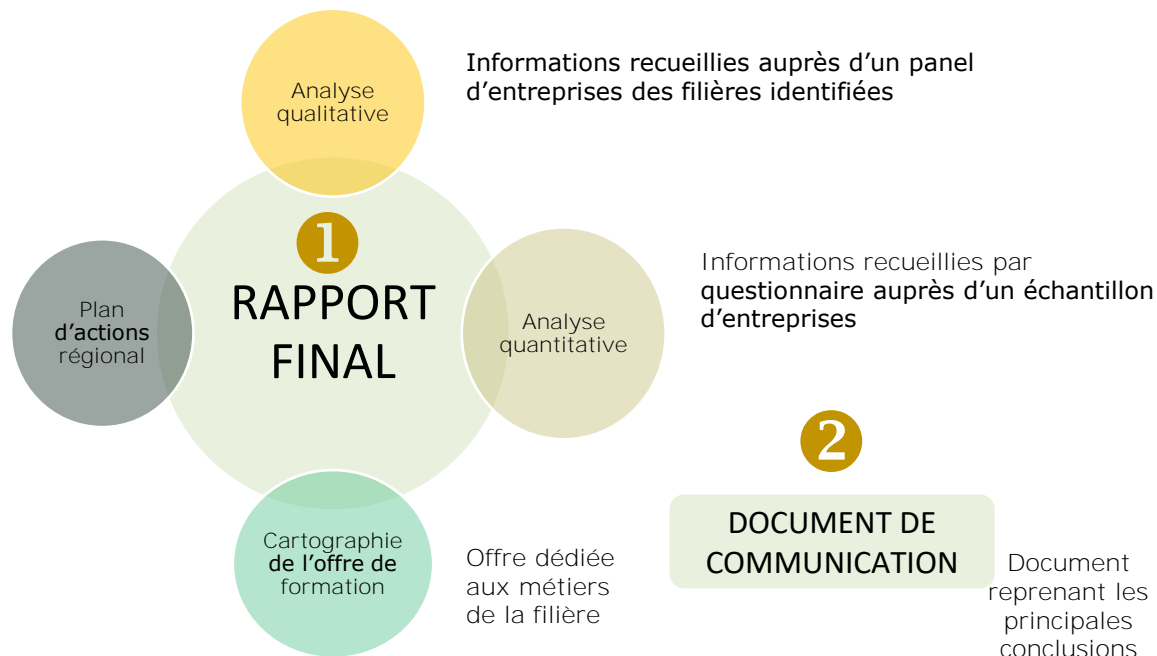 Analyse
qualitative
Informations recueillies auprès d'un panel
d'entreprises des filières identifiées
1
RAPPORT
FINAL
Plan
d'actions
régional
Analyse
quantitative
Informations recueillies par
questionnaire auprès d'un échantillon
d'entreprises
Cartographie
de l'offre de
formation
Offre dédiée
aux métiers
de la filière
2
DOCUMENT DE
COMMUNICATION
Document
reprenant les
principales
conclusions